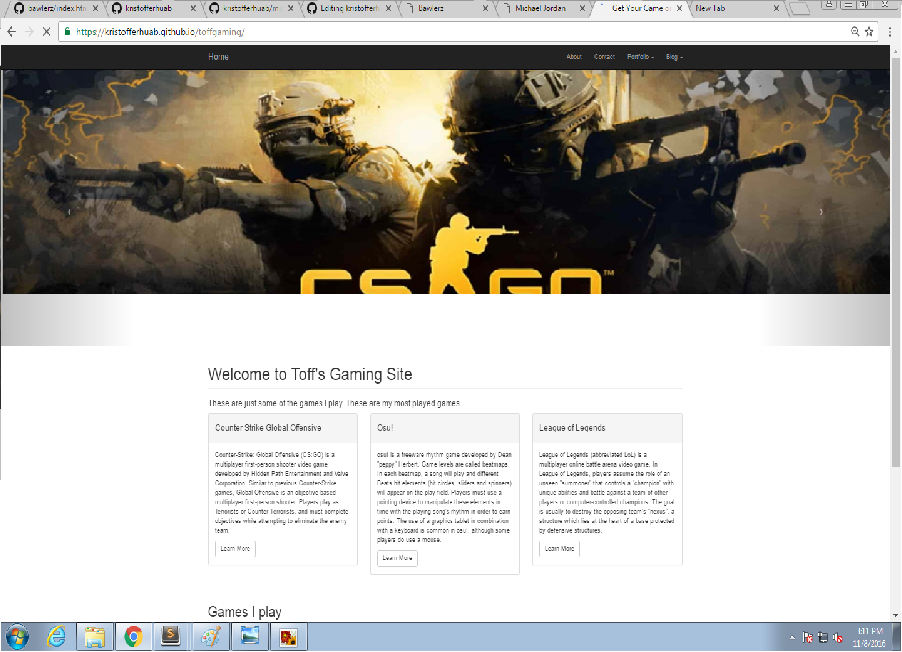 bawlerz/index.htm
kristofferhuab
kristofferhuab/m
Editing kristofferh
Bawlerz
Michael Jordan
Get Your Game o
New Tab
https://kristofferhuab.github.io/toffgaming/
Home
About
Contact
Portfolio
Blog
CS GO
TM
Welcome to Toff's Gaming Site
These are just some of the games I play. These are my most played games.
Counter Strike Global Offensive
Counter-Strike: Global Offensive (CS:GO) is a
multiplayer first-person shooter video game
developed by Hidden Path Entertainment and Valve
Corporation. Similar to previous Counter-Strike
games, Global Offensive is an objective-based
multiplayer first-person shooter. Players play as
Terrorists or Counter-Terrorists, and must complete
objectives while attempting to eliminate the enemy
team
Learn More
Osu!
osu! is a freeware rhythm game developed by Dean
"peppy" Herbert. Game levels are called beatmaps.
In each beatmap, a song will play and different
Beats hit elements (hit circles, sliders and spinners)
will appear on the play field. Players must use a
pointing device to manipulate these elements in
time with the playing song's rhythm in order to earn
points. The use of a graphics tablet in combination
with a keyboard is common in osu!, although some
players do use a mouse.
Learn More
League of Legends
League of Legends (abbreviated LoL) is a
multiplayer online battle arena video game. In
League of Legends, players assume the role of an
unseen "summoner" that controls a "champion" with
unique abilities and battle against a team of other
players or computer-controlled champions. The goal
is usually to destroy the opposing team's "nexus", a
structure which lies at the heart of a base protected
by defensive structures.
Learn More
Games I play
11/8/2016